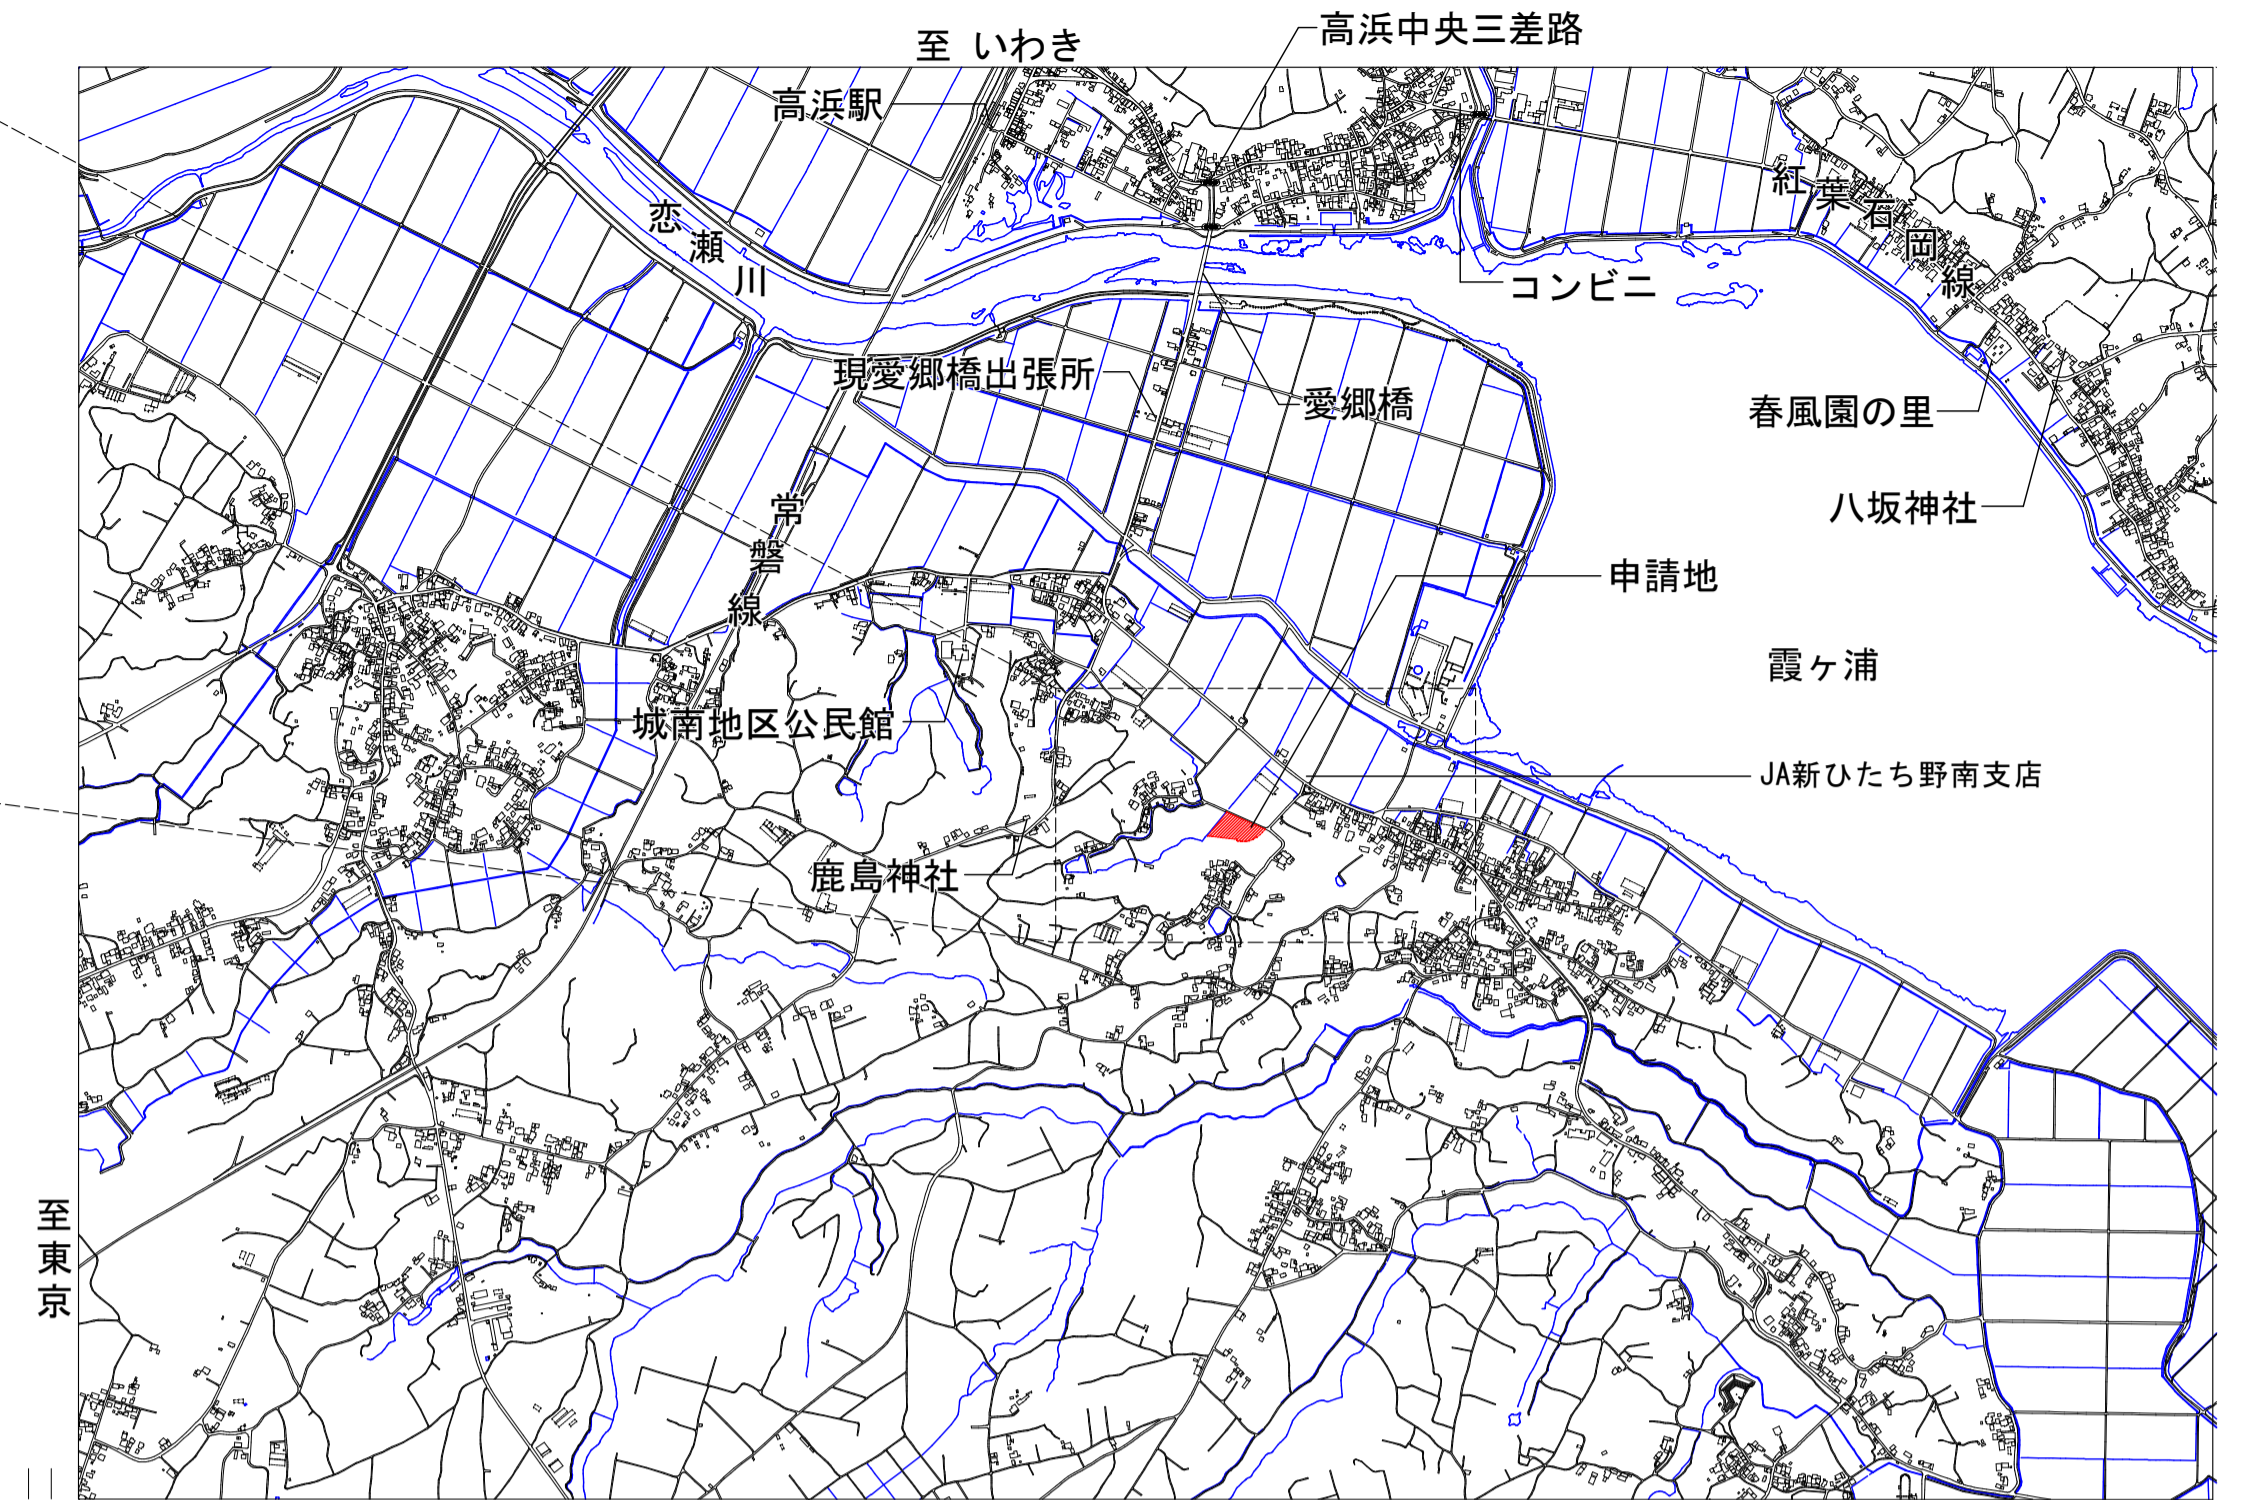 高浜中央三差路
至 いわき
高浜駅
紅葉石岡線
恋瀬川
コンビニ
現愛郷橋出張所
愛郷橋
春風園の里
八坂神社
常磐線
申請地
霞ヶ浦
城南地区公民館
JA新ひたち野南支店
鹿島神社
至東京